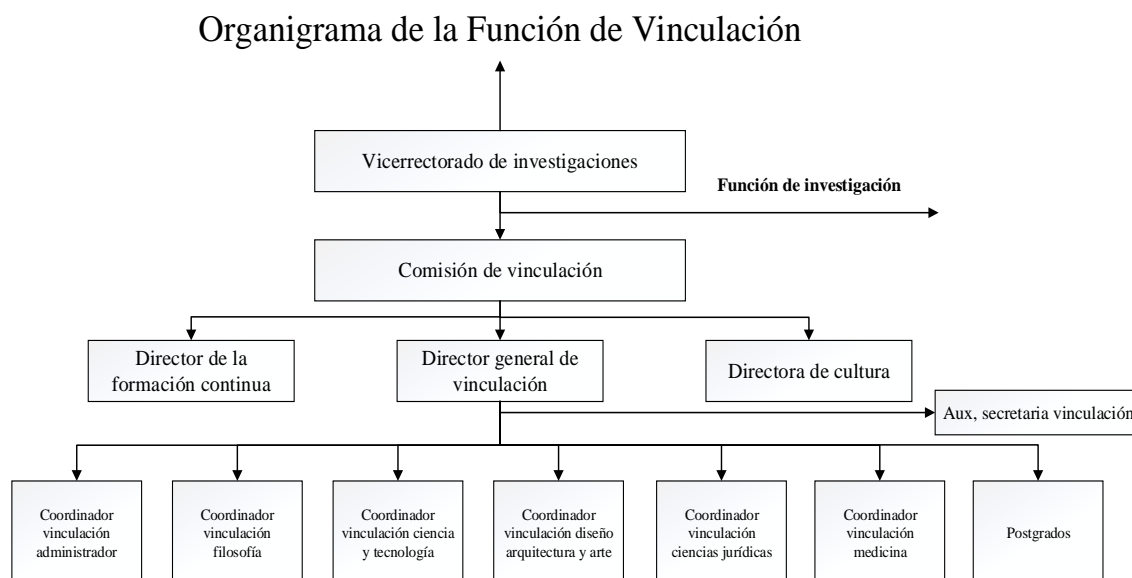 Organigrama de la Función de Vinculación
Vicerrectorado de investigaciones
Función de investigación
Comisión de vinculación
Director de la
formación continua
Director general de
vinculación
Directora de cultura
Aux, secretaria vinculación
Coordinador
vinculación
administrador
Coordinador
vinculación
filosofía
Coordinador
vinculación ciencia
y tecnología
Coordinador
vinculación diseño
arquitectura y arte
Coordinador
vinculación
ciencias jurídicas
Coordinador
vinculación
medicina
Postgrados